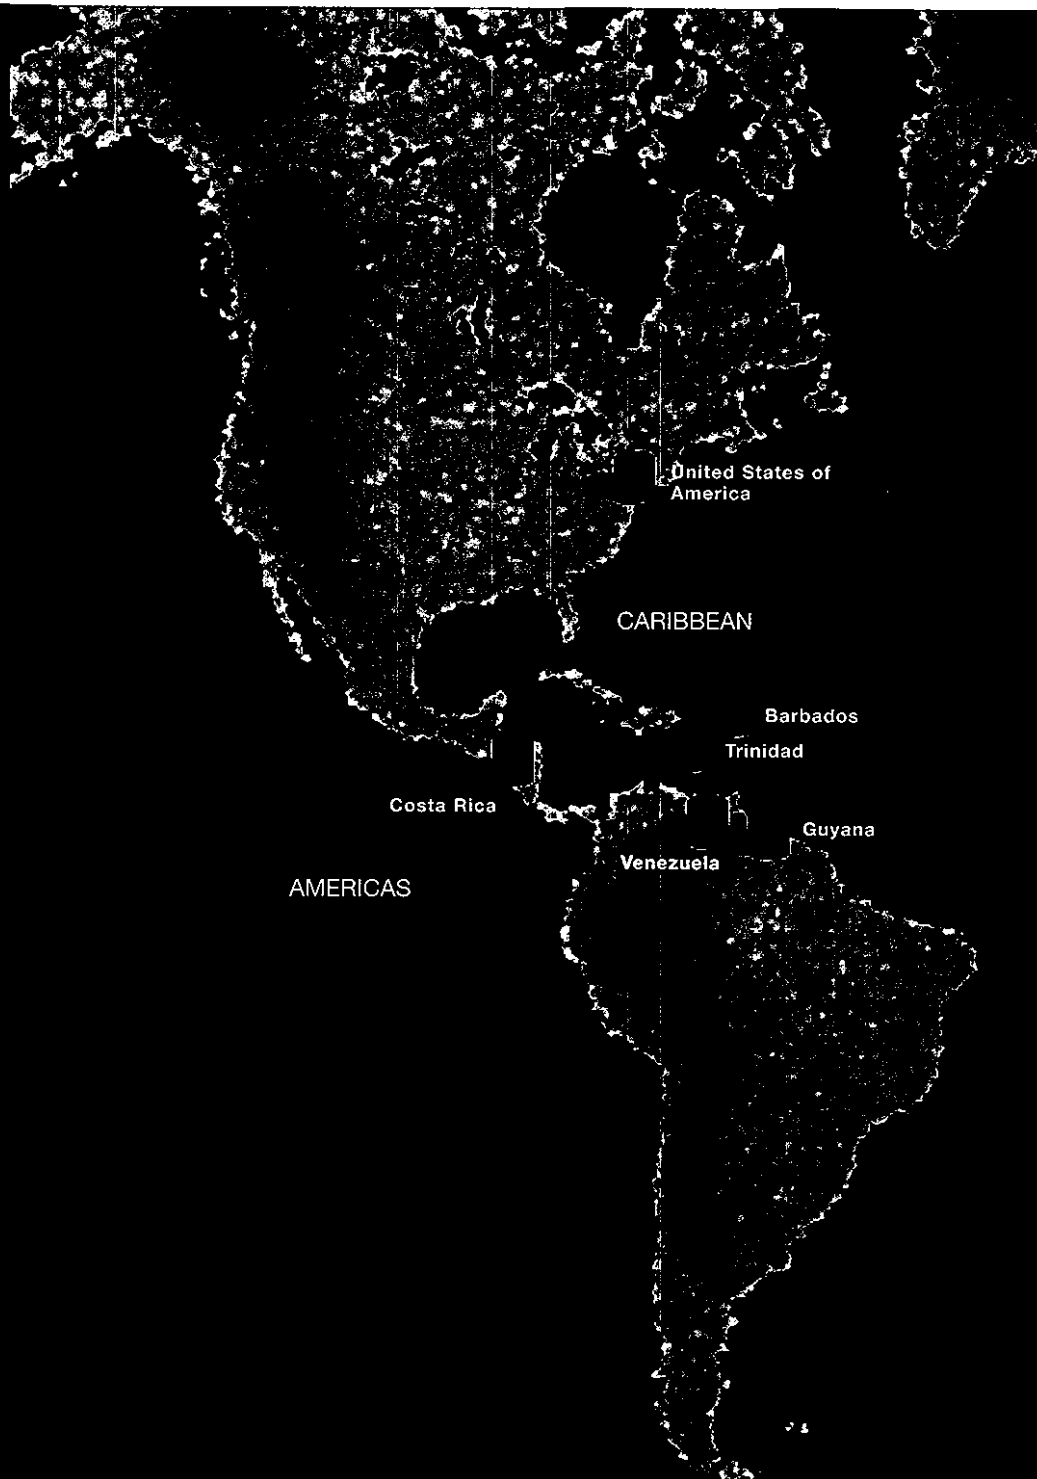 United States of
America
CARIBBEAN
Barbados
Trinidad
Costa Rica
Guyana
Venezuela
AMERICAS